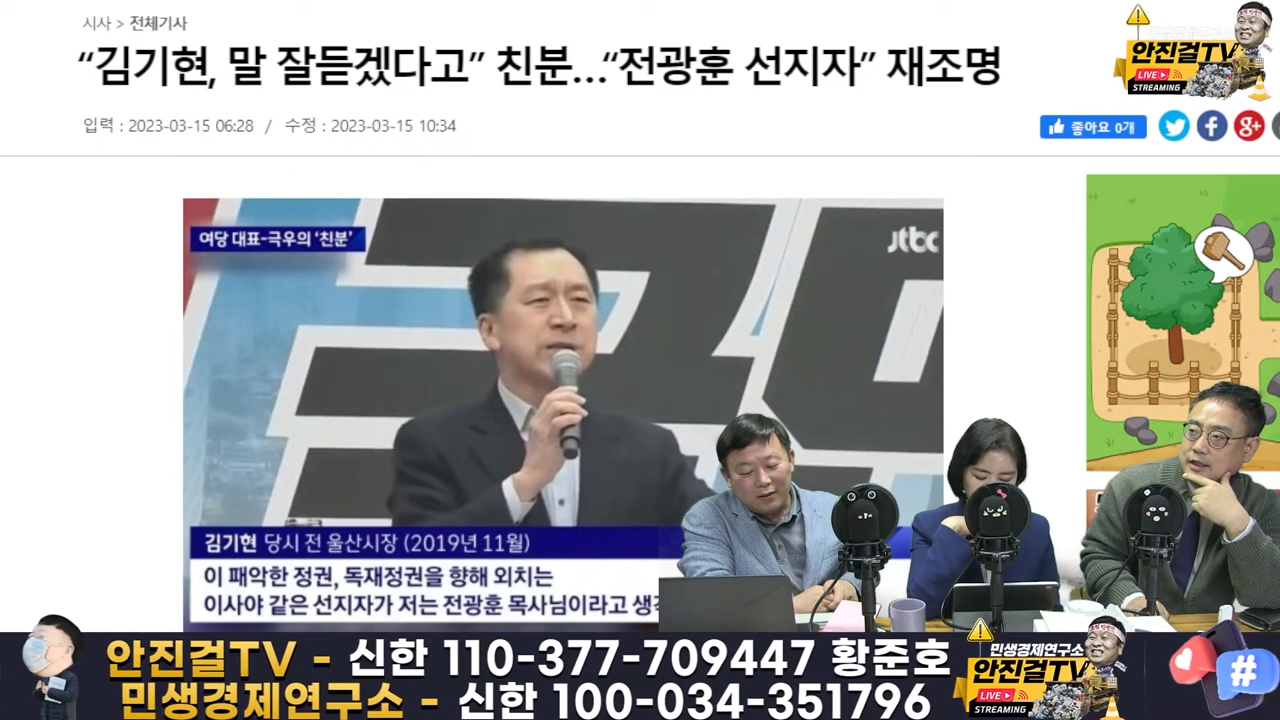 시사 > 전체기사
“김기현, 말 잘듣겠다고” 친분…“전광훈 선지자” 재조명
입력 : 2023-03-15 06:28 / 수정 : 2023-03-15 10:34
좋아요 0개
안진걸TV
LIVE
STREAMING
여당 대표-극우의 ‘친분’
jtbc
김기현 당시 전 울산시장 (2019년 11월)
이 패악한 정권, 독재정권을 향해 외치는
이사야 같은 선지자가 저는 전광훈 목사님이라고
안진걸TV - 신한 110-377-709447 황준호
민생경제연구소 - 신한 100-034-351796
민생경제연구소
안진걸TV
LIVE
STREAMING
#